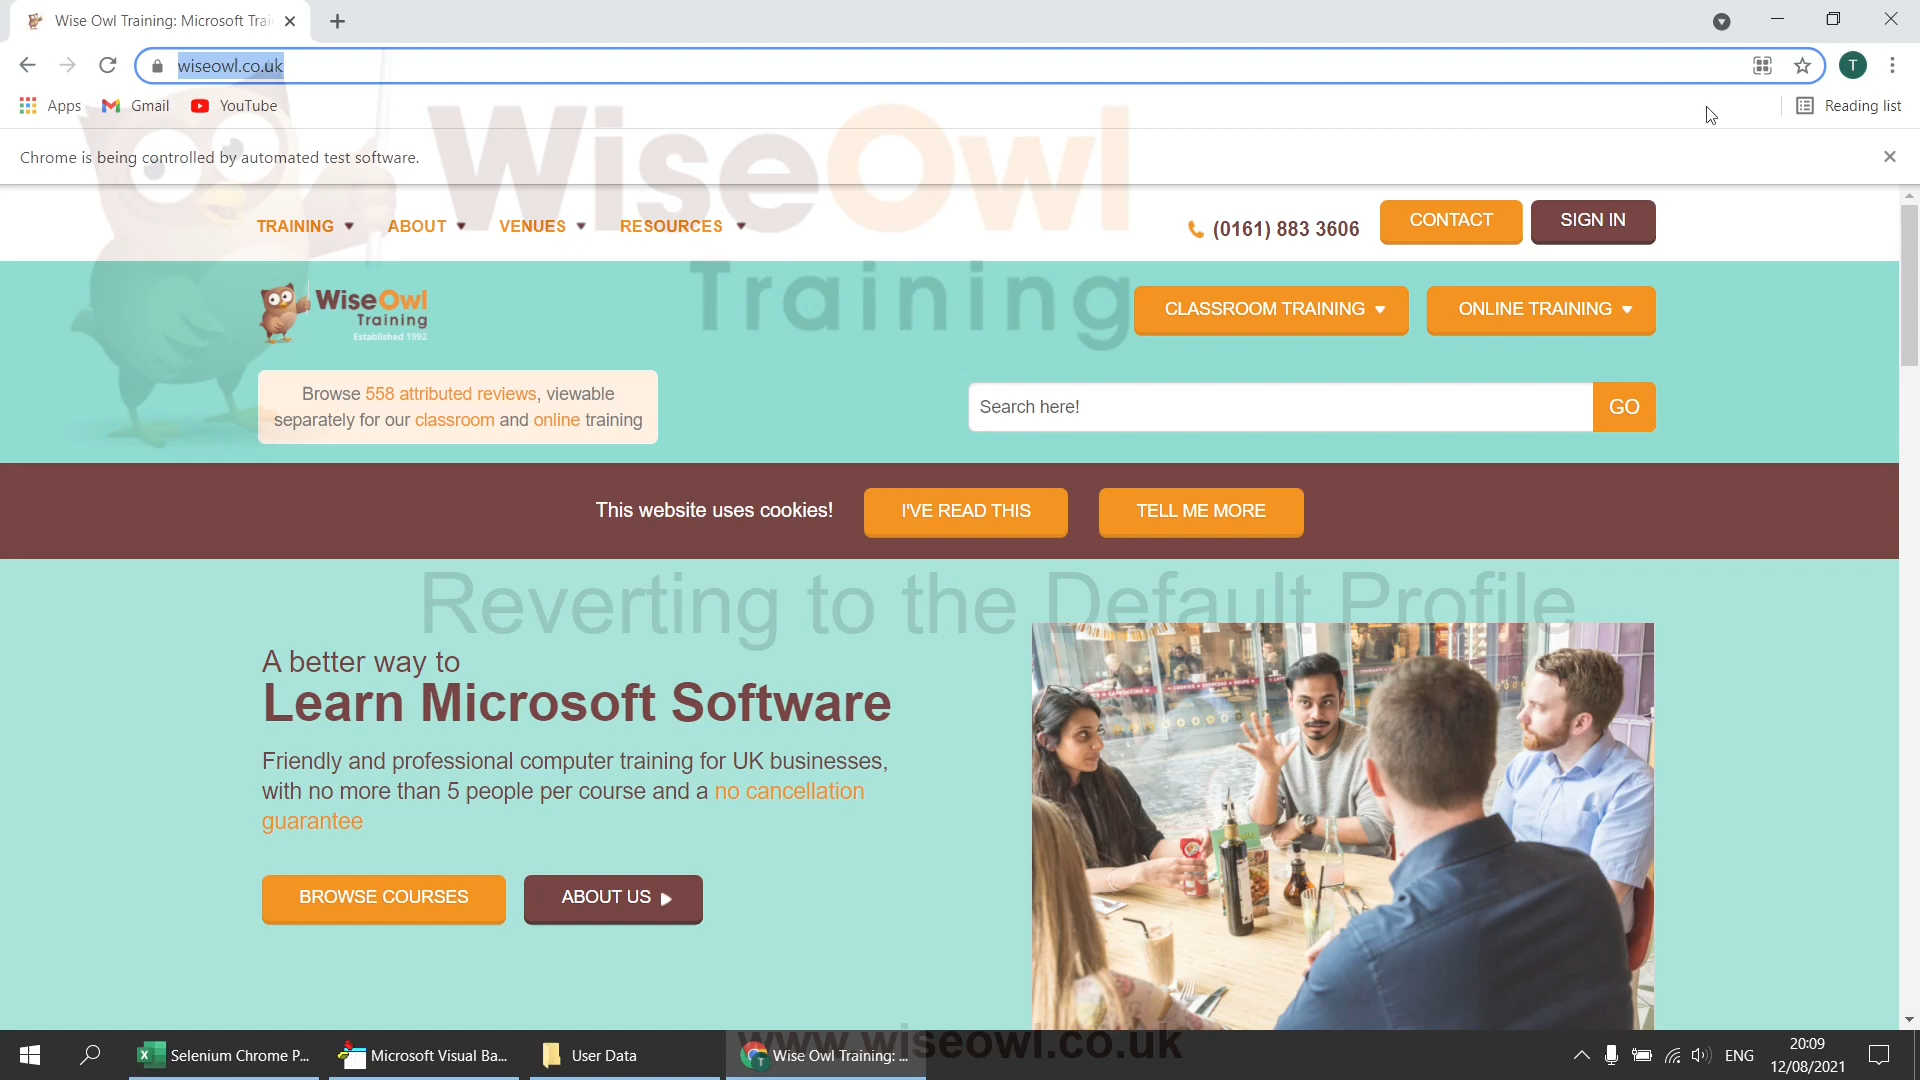 Wise Owl Training: Microsoft Trai
wiseowl.co.uk
T
Apps
Gmail
YouTube
Reading list
Chrome is being controlled by automated test software.
WiseOwl
Training
TRAINING
ABOUT
VENUES
RESOURCES
(0161) 883 3606
CONTACT
SIGN IN
WiseOwl
Training
Established 1992
CLASSROOM TRAINING
ONLINE TRAINING
Browse 558 attributed reviews, viewable
separately for our classroom and online training
Search here!
GO
This website uses cookies!
I'VE READ THIS
TELL ME MORE
Reverting to the Default Profile
A better way to
Learn Microsoft Software
Friendly and professional computer training for UK businesses,
with no more than 5 people per course and a no cancellation
guarantee
BROWSE COURSES
ABOUT US
www.wiseowl.co.uk
Selenium Chrome P...
Microsoft Visual Ba...
User Data
Wise Owl Training: ...
ENG
20:09
12/08/2021